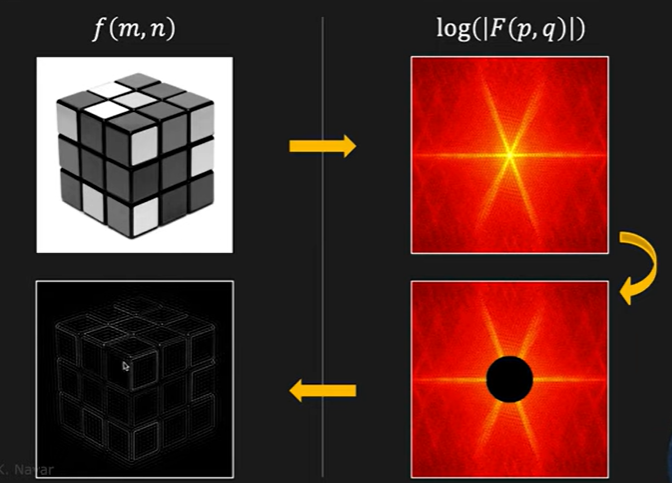 f(m, n)
log(|F(p, q)|)
K. Nayar